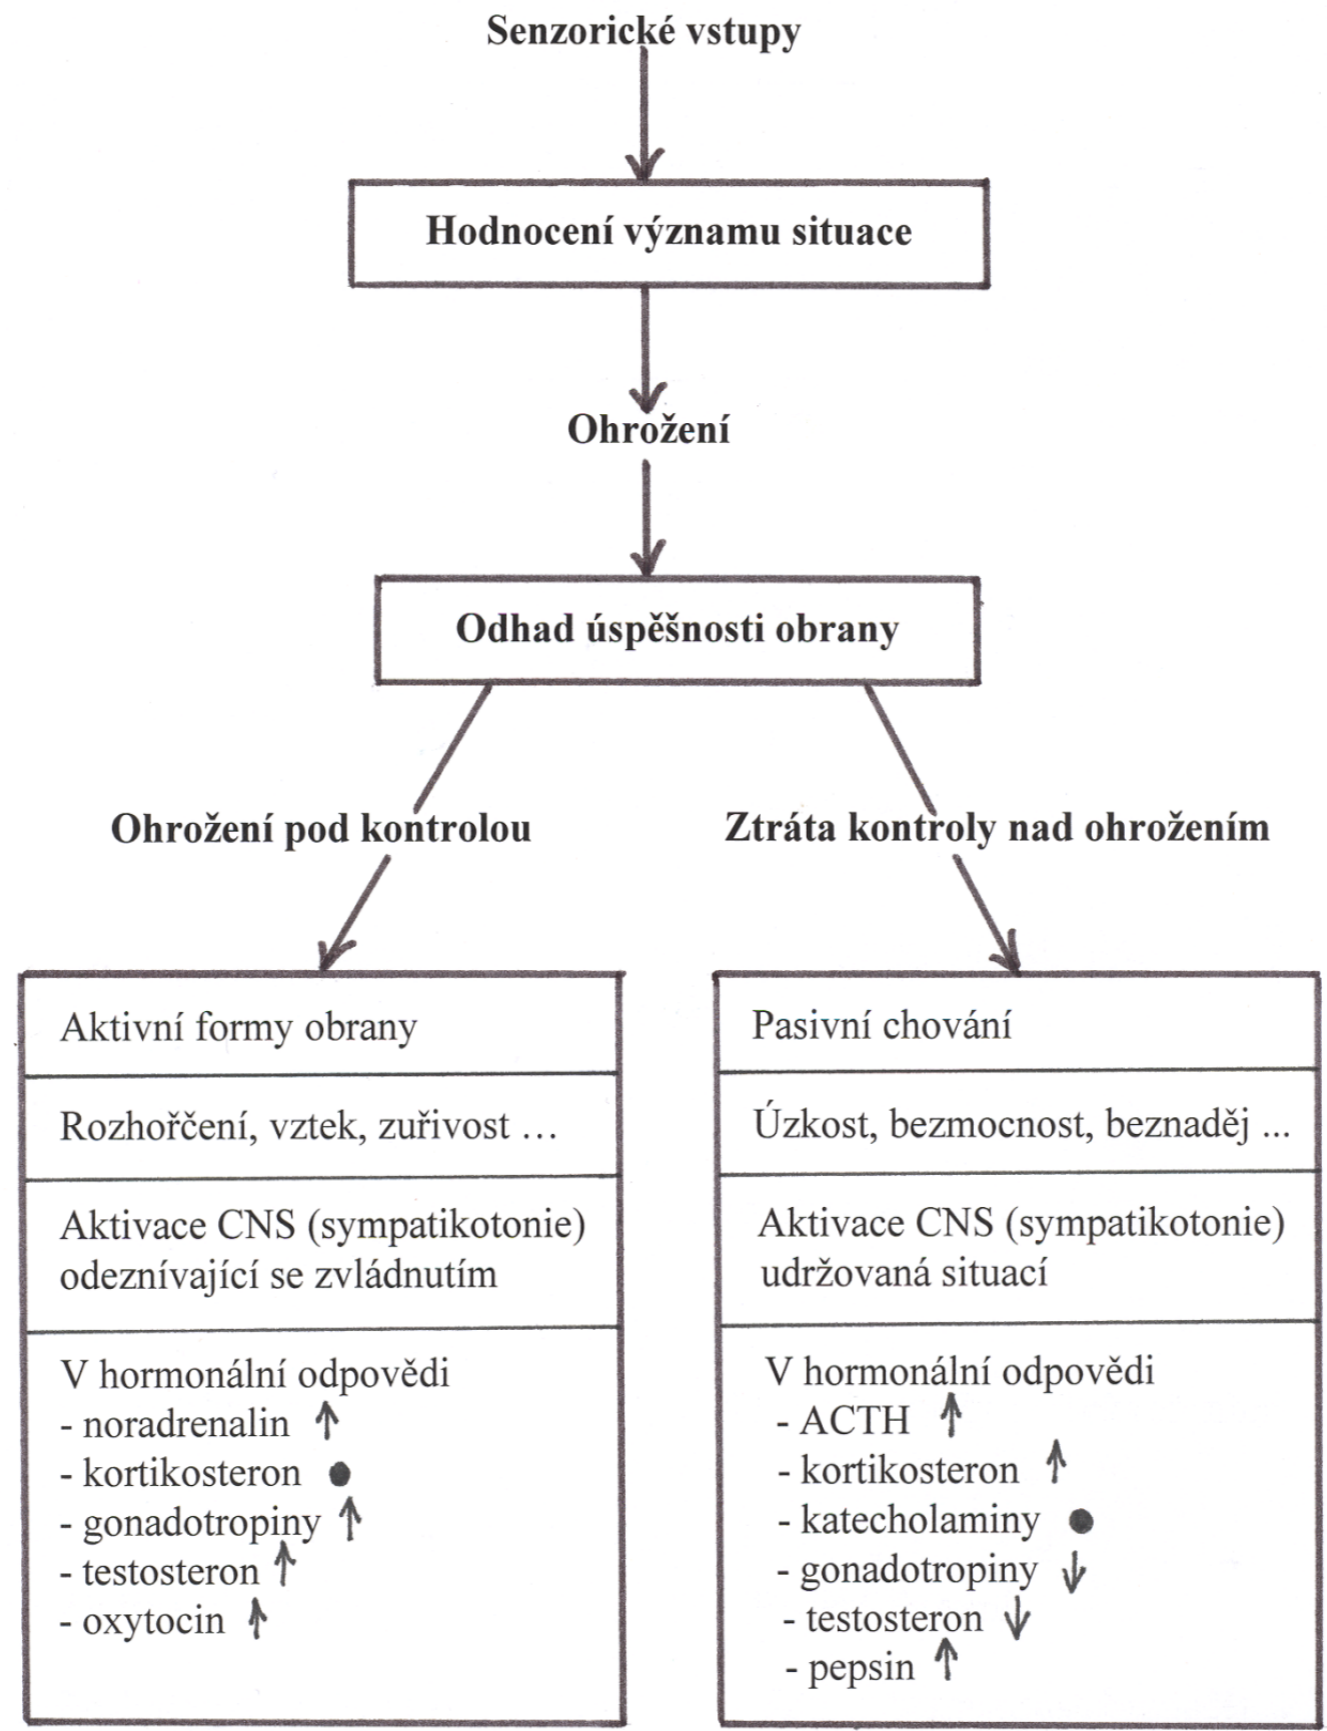 Senzorické vstupy
Hodnocení významu situace
Ohrožení
Odhad úspěšnosti obrany
Ohrožení pod kontrolou
Ztráta kontroly nad ohrožením
Aktivní formy obrany
Rozhořčení, vztek, zuřivost …
Aktivace CNS (sympatikotonie)
odeznívající se zvládnutím
V hormonální odpovědi
- noradrenalin ↑
- kortikosteron ●
- gonadotropiny ↑
- testosteron ↑
- oxytocin ↑
Pasivní chování
Úzkost, bezmocnost, beznaděj ...
Aktivace CNS (sympatikotonie)
udržovaná situací
V hormonální odpovědi
- ACTH ↑
- kortikosteron ↑
- katecholaminy ●
- gonadotropiny ↓
- testosteron ↓
- pepsin ↑